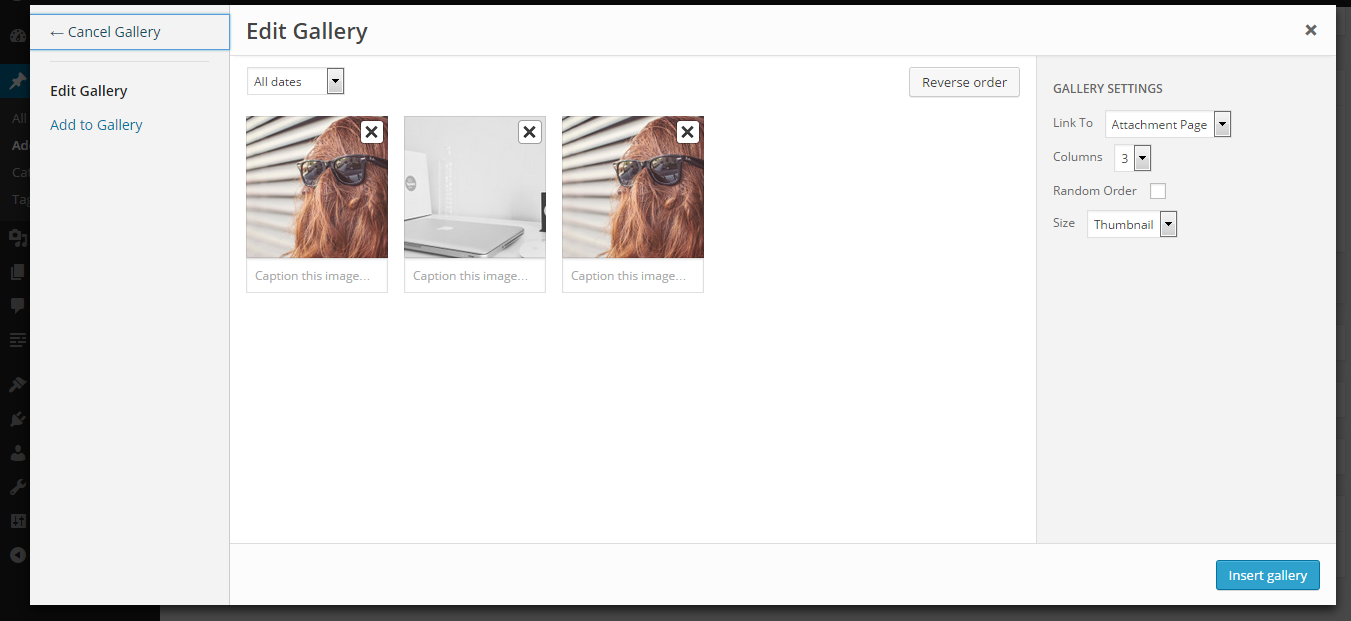 ← Cancel Gallery
Edit Gallery
Add to Gallery
Edit Gallery
All dates
Reverse order
Caption this image...
Caption this image...
Caption this image...
GALLERY SETTINGS
Link To Attachment Page
Columns 3
Random Order
Size Thumbnail
Insert gallery
All